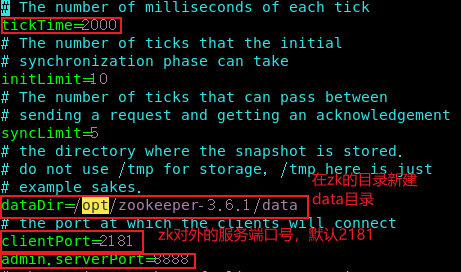 # The number of milliseconds of each tick
tickTime=2000
# The number of ticks that the initial
# synchronization phase can take
initLimit=10
# The number of ticks that can pass between
# sending a request and getting an acknowledgement
syncLimit=5
# the directory where the snapshot is stored.
# do not use /tmp for storage, /tmp here is just
# example sakes.
在zk的目录新建
data目录
dataDir=/opt/zookeeper-3.6.1/data
# the port at which the clients will connect
clientPort=2181
zk对外的服务端口号，默认2181
admin.serverPort=8888